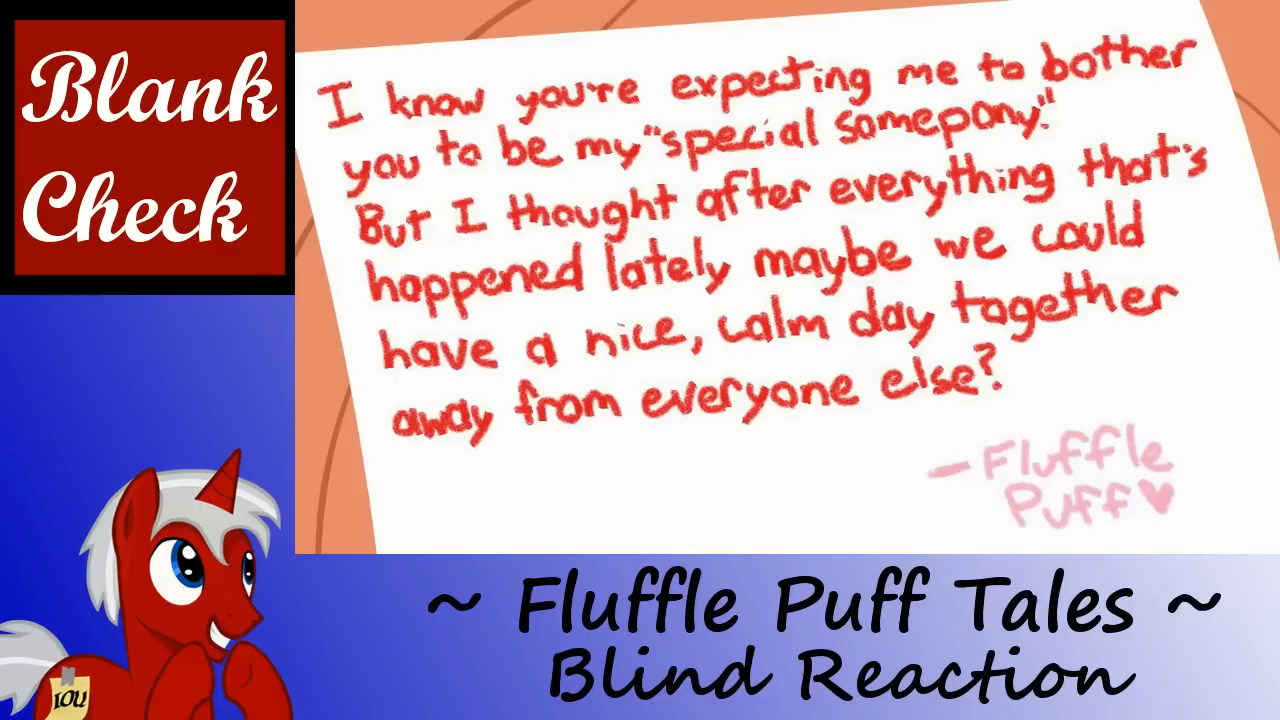 Blank
Check
I know you're expecting me to bother
you to be my "special somepony."
But I thought after everything that's
happened lately maybe we could
have a nice, calm day together
away from everyone else?
— Fluffle
Puff ♥
~ Fluffle Puff Tales ~
Blind Reaction
IOU